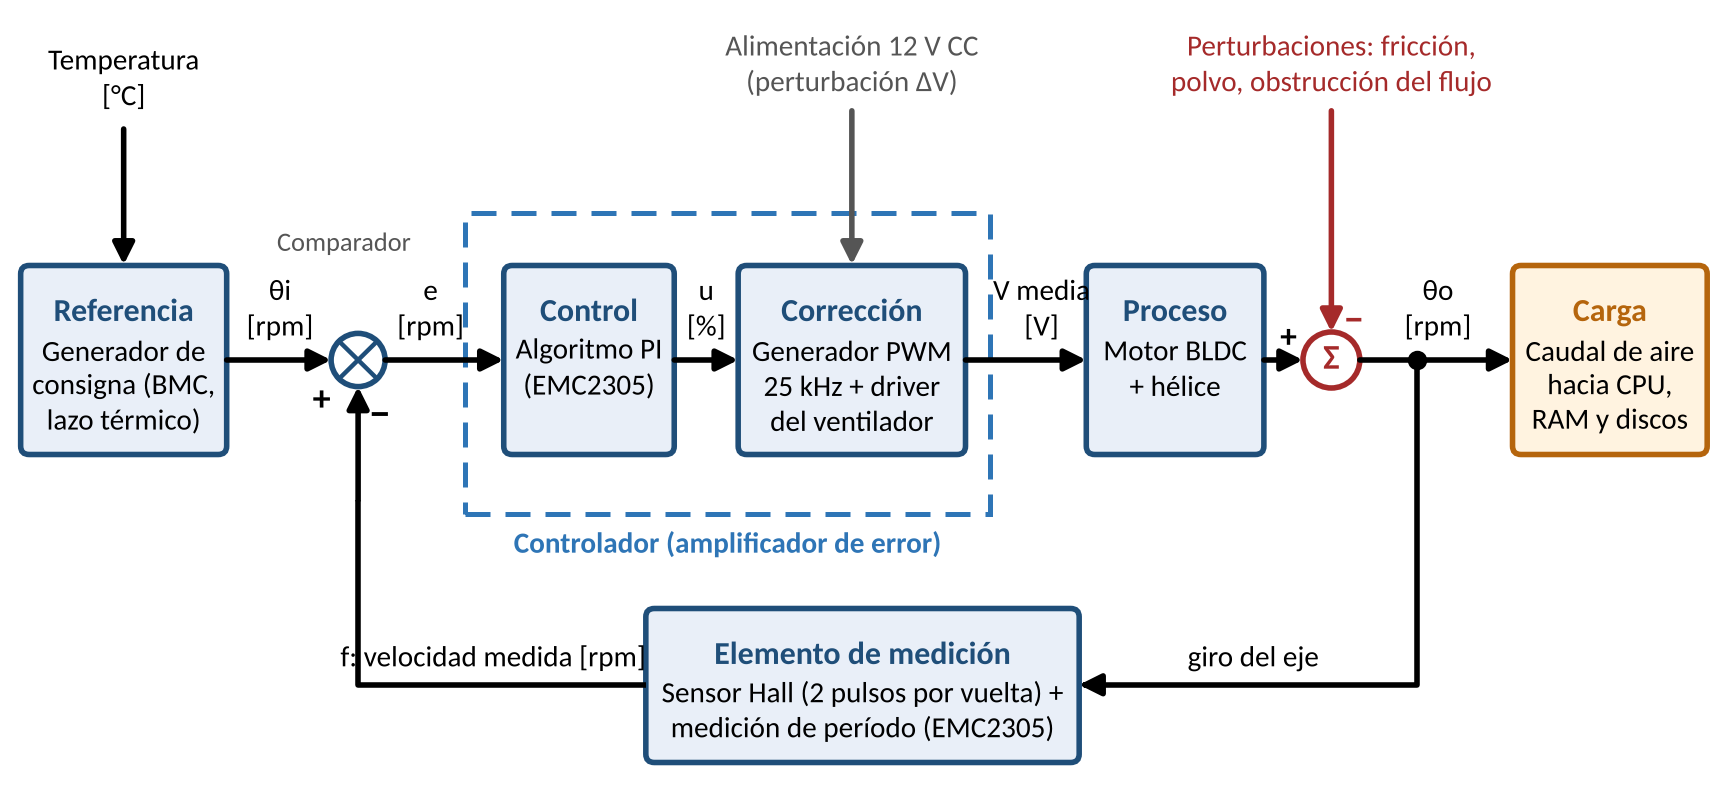 Temperatura
[°C]
Alimentación 12 V CC
(perturbación ΔV)
Perturbaciones: fricción,
polvo, obstrucción del flujo
Comparador
Referencia
Generador de
consigna (BMC,
lazo térmico)
θi
[rpm]
+
−
e
[rpm]
Control
Algoritmo PI
(EMC2305)
u
[%]
Corrección
Generador PWM
25 kHz + driver
del ventilador
V media
[V]
Proceso
Motor BLDC
+ hélice
+
−
Σ
θo
[rpm]
Carga
Caudal de aire
hacia CPU,
RAM y discos
Controlador (amplificador de error)
f: velocidad medida [rpm]
Elemento de medición
Sensor Hall (2 pulsos por vuelta) +
medición de período (EMC2305)
giro del eje